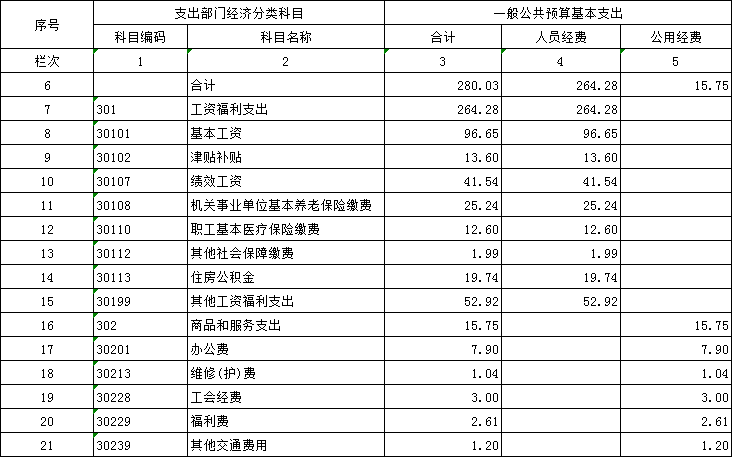 序号 支出部门经济分类科目 一般公共预算基本支出
科目编码 科目名称 合计 人员经费 公用经费
栏次 1 2 3 4 5
6 合计 280.03 264.28 15.75
7 301 工资福利支出 264.28 264.28
8 30101 基本工资 96.65 96.65
9 30102 津贴补贴 13.60 13.60
10 30107 绩效工资 41.54 41.54
11 30108 机关事业单位基本养老保险缴费 25.24 25.24
12 30110 职工基本医疗保险缴费 12.60 12.60
13 30112 其他社会保障缴费 1.99 1.99
14 30113 住房公积金 19.74 19.74
15 30199 其他工资福利支出 52.92 52.92
16 302 商品和服务支出 15.75 15.75
17 30201 办公费 7.90 7.90
18 30213 维修(护)费 1.04 1.04
19 30228 工会经费 3.00 3.00
20 30229 福利费 2.61 2.61
21 30239 其他交通费用 1.20 1.20